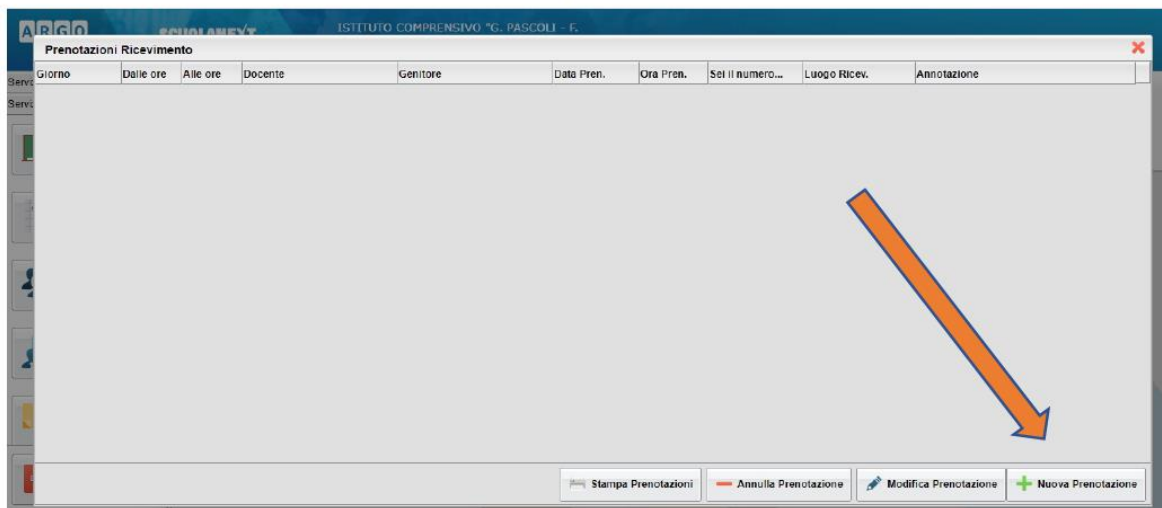 ARGO SCUOLANEXT ISTITUTO COMPRENSIVO "G. PASCOLI - F.
Prenotazioni Ricevimento
Giorno Dalle ore Alle ore Docente Genitore Data Pren. Ora Pren. Sei il numero... Luogo Ricev. Annotazione
Stampa Prenotazioni Annulla Prenotazione Modifica Prenotazione Nuova Prenotazione